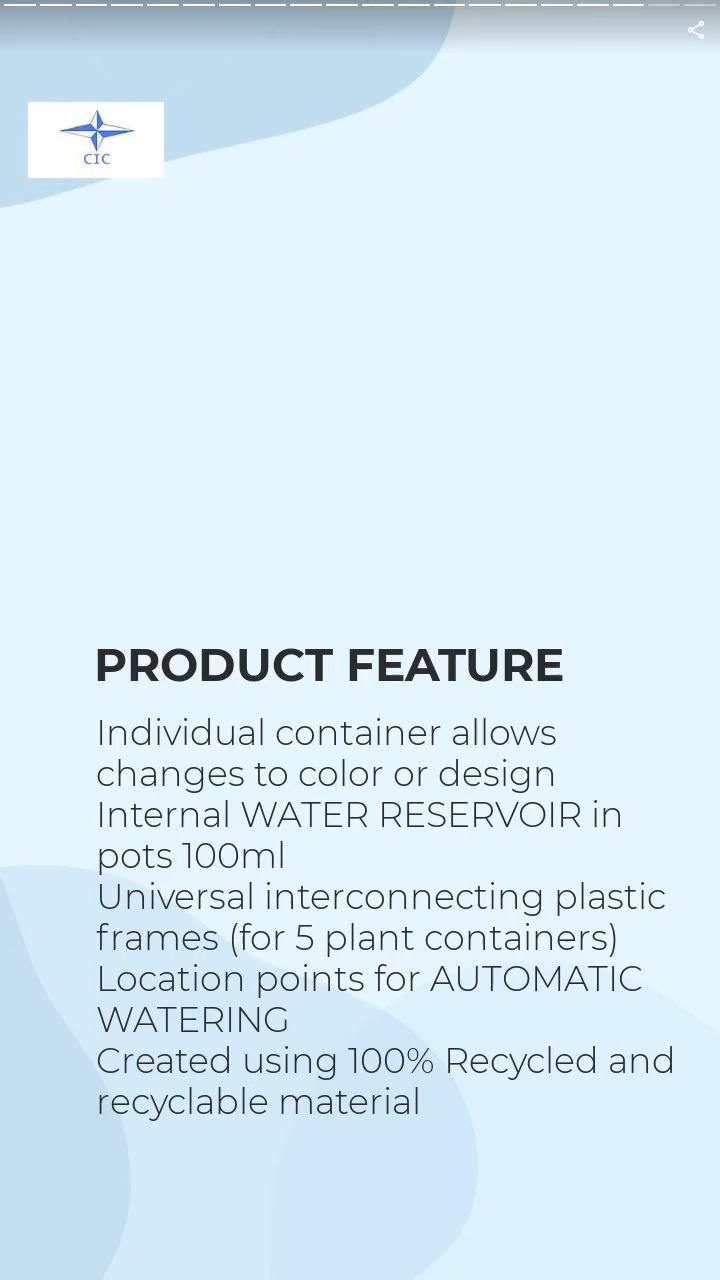 CIC
PRODUCT FEATURE
Individual container allows
changes to color or design
Internal WATER RESERVOIR in
pots 100ml
Universal interconnecting plastic
frames (for 5 plant containers)
Location points for AUTOMATIC
WATERING
Created using 100% Recycled and
recyclable material